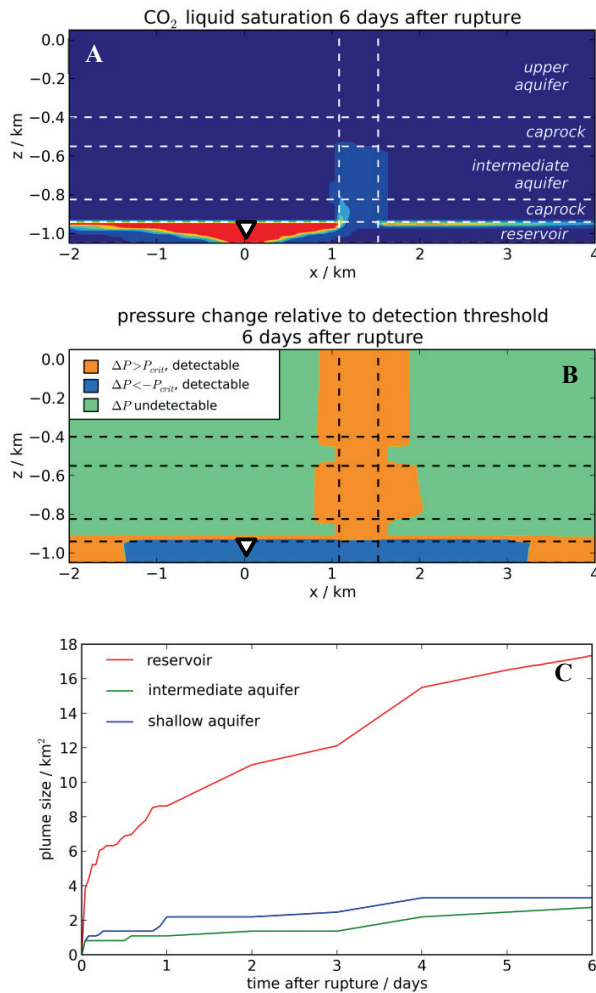 CO₂ liquid saturation 6 days after rupture
A
upper
aquifer
caprock
intermediate
aquifer
caprock
reservoir
z / km
0.0
−0.2
−0.4
−0.6
−0.8
−1.0
−2 −1 0 1 2 3 4
x / km
pressure change relative to detection threshold
6 days after rupture
B
ΔP>P_crit, detectable
ΔP<−P_crit, detectable
ΔP undetectable
z / km
0.0
−0.2
−0.4
−0.6
−0.8
−1.0
−2 −1 0 1 2 3 4
x / km
C
reservoir
intermediate aquifer
shallow aquifer
plume size / km²
18
16
14
12
10
8
6
4
2
0
0 1 2 3 4 5 6
time after rupture / days